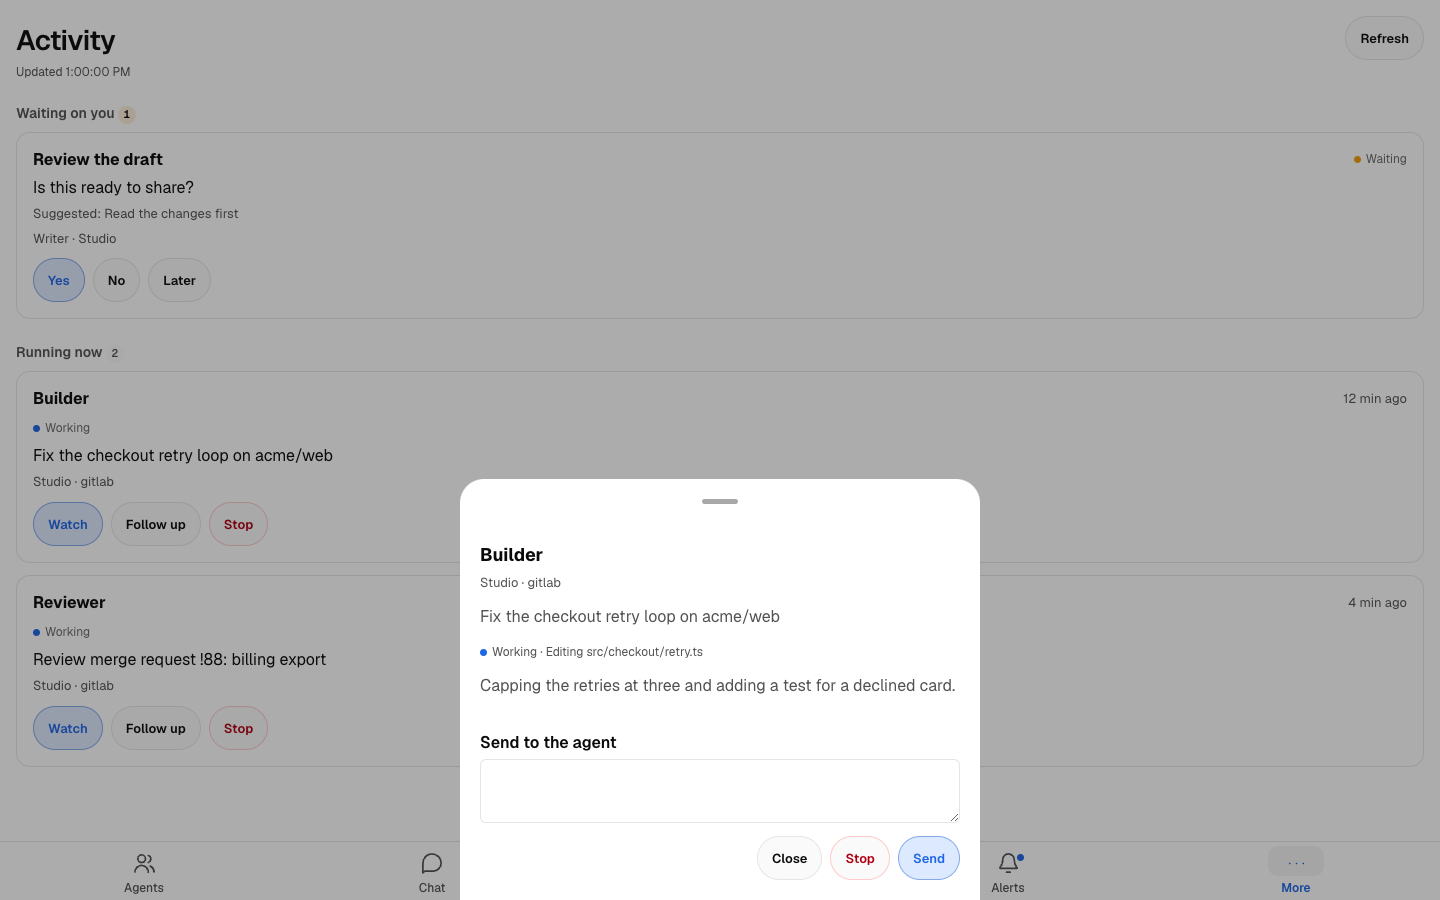 Activity
Refresh
Updated 1:00:00 PM
Waiting on you 1
Review the draft
Waiting
Is this ready to share?
Suggested: Read the changes first
Writer · Studio
Yes
No
Later
Running now 2
Builder
12 min ago
Working
Fix the checkout retry loop on acme/web
Studio · gitlab
Watch
Follow up
Stop
Reviewer
4 min ago
Working
Review merge request !88: billing export
Studio · gitlab
Watch
Follow up
Stop
Builder
Studio · gitlab
Fix the checkout retry loop on acme/web
Working · Editing src/checkout/retry.ts
Capping the retries at three and adding a test for a declined card.
Send to the agent
Close
Stop
Send
Agents
Chat
Alerts
More